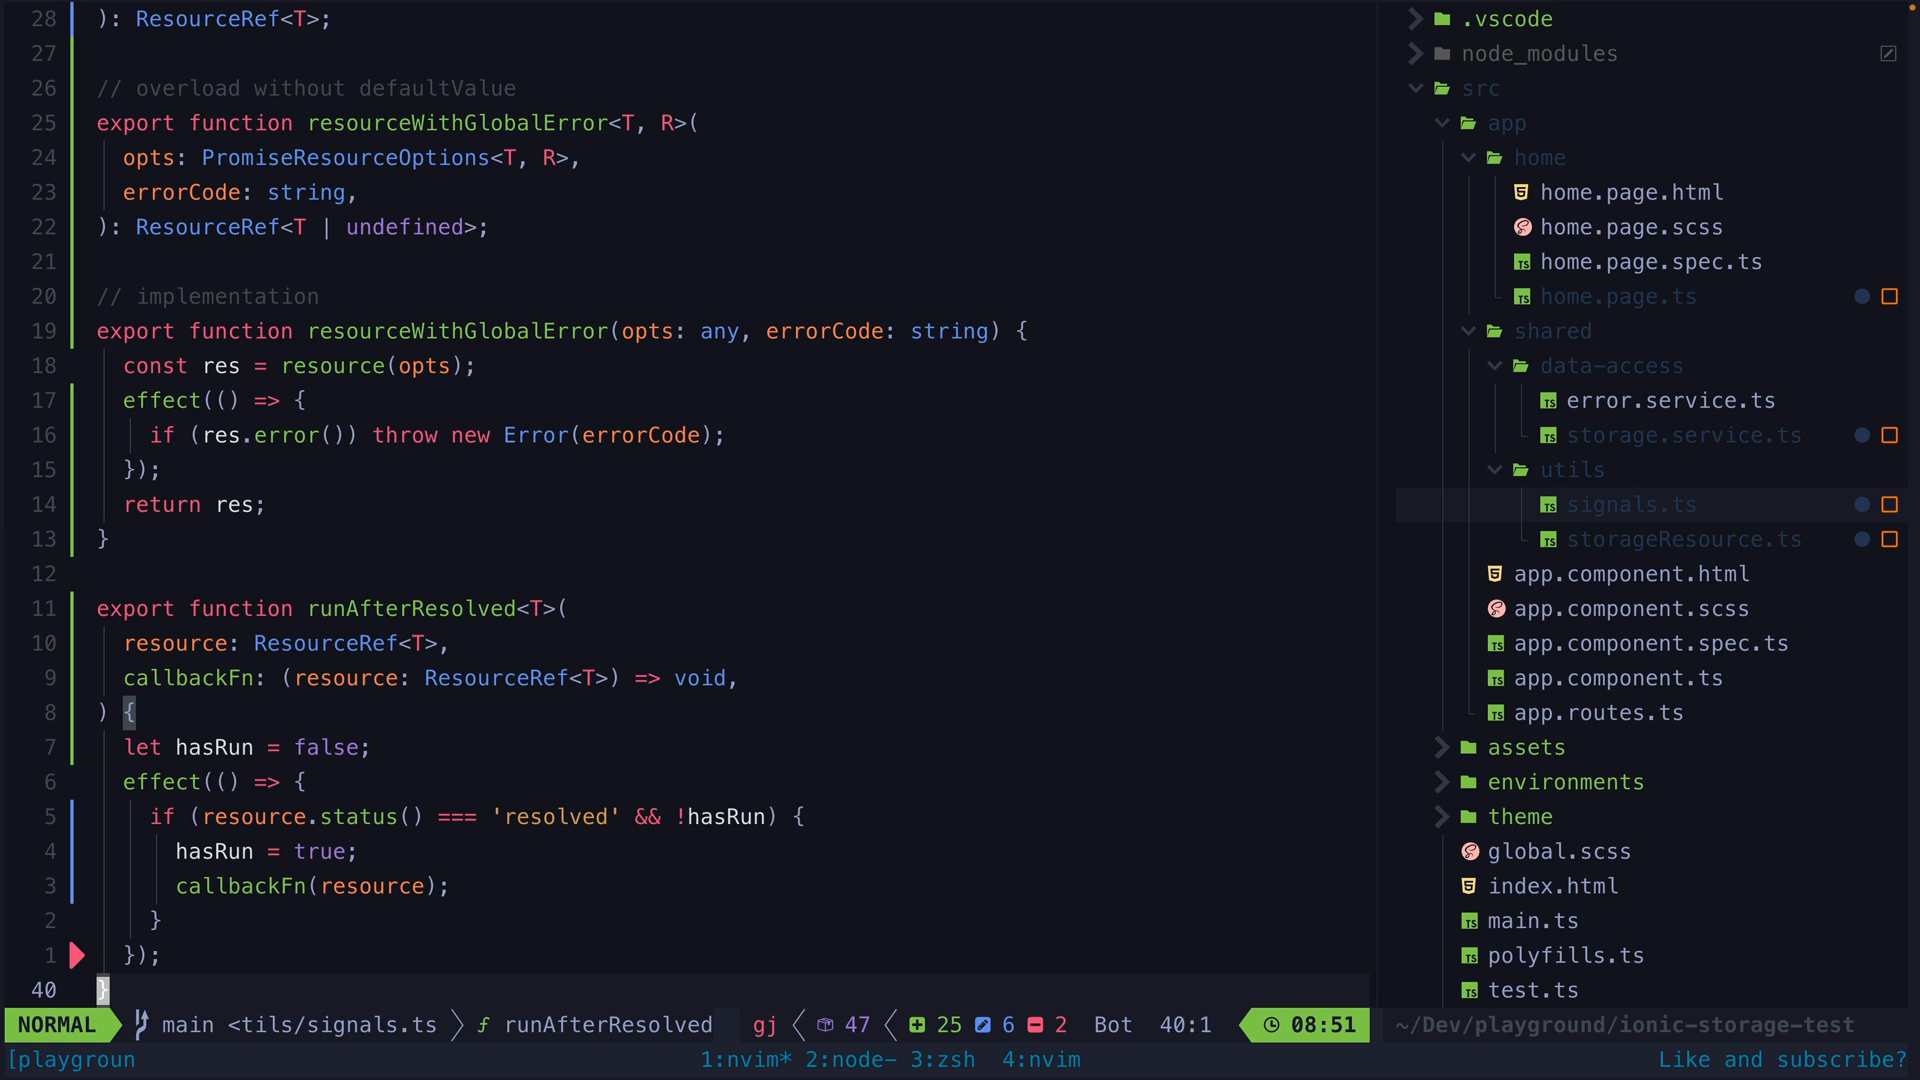 28 ): ResourceRef<T>;
27
26 // overload without defaultValue
25 export function resourceWithGlobalError<T, R>(
24 opts: PromiseResourceOptions<T, R>,
23 errorCode: string,
22 ): ResourceRef<T | undefined>;
21
20 // implementation
19 export function resourceWithGlobalError(opts: any, errorCode: string) {
18 const res = resource(opts);
17 effect(() => {
16 if (res.error()) throw new Error(errorCode);
15 });
14 return res;
13 }
12
11 export function runAfterResolved<T>(
10 resource: ResourceRef<T>,
9 callbackFn: (resource: ResourceRef<T>) => void,
8 ) {
7 let hasRun = false;
6 effect(() => {
5 if (resource.status() === 'resolved' && !hasRun) {
4 hasRun = true;
3 callbackFn(resource);
2 }
1 });
40 }
.vscode
node_modules
src
app
home
home.page.html
home.page.scss
home.page.spec.ts
home.page.ts
shared
data-access
error.service.ts
storage.service.ts
utils
signals.ts
storageResource.ts
app.component.html
app.component.scss
app.component.spec.ts
app.component.ts
app.routes.ts
assets
environments
theme
global.scss
index.html
main.ts
polyfills.ts
test.ts
NORMAL main <tils/signals.ts runAfterResolved gj 47 25 6 2 Bot 40:1 08:51 ~/Dev/playground/ionic-storage-test
[playgroun 1:nvim* 2:node- 3:zsh 4:nvim Like and subscribe?